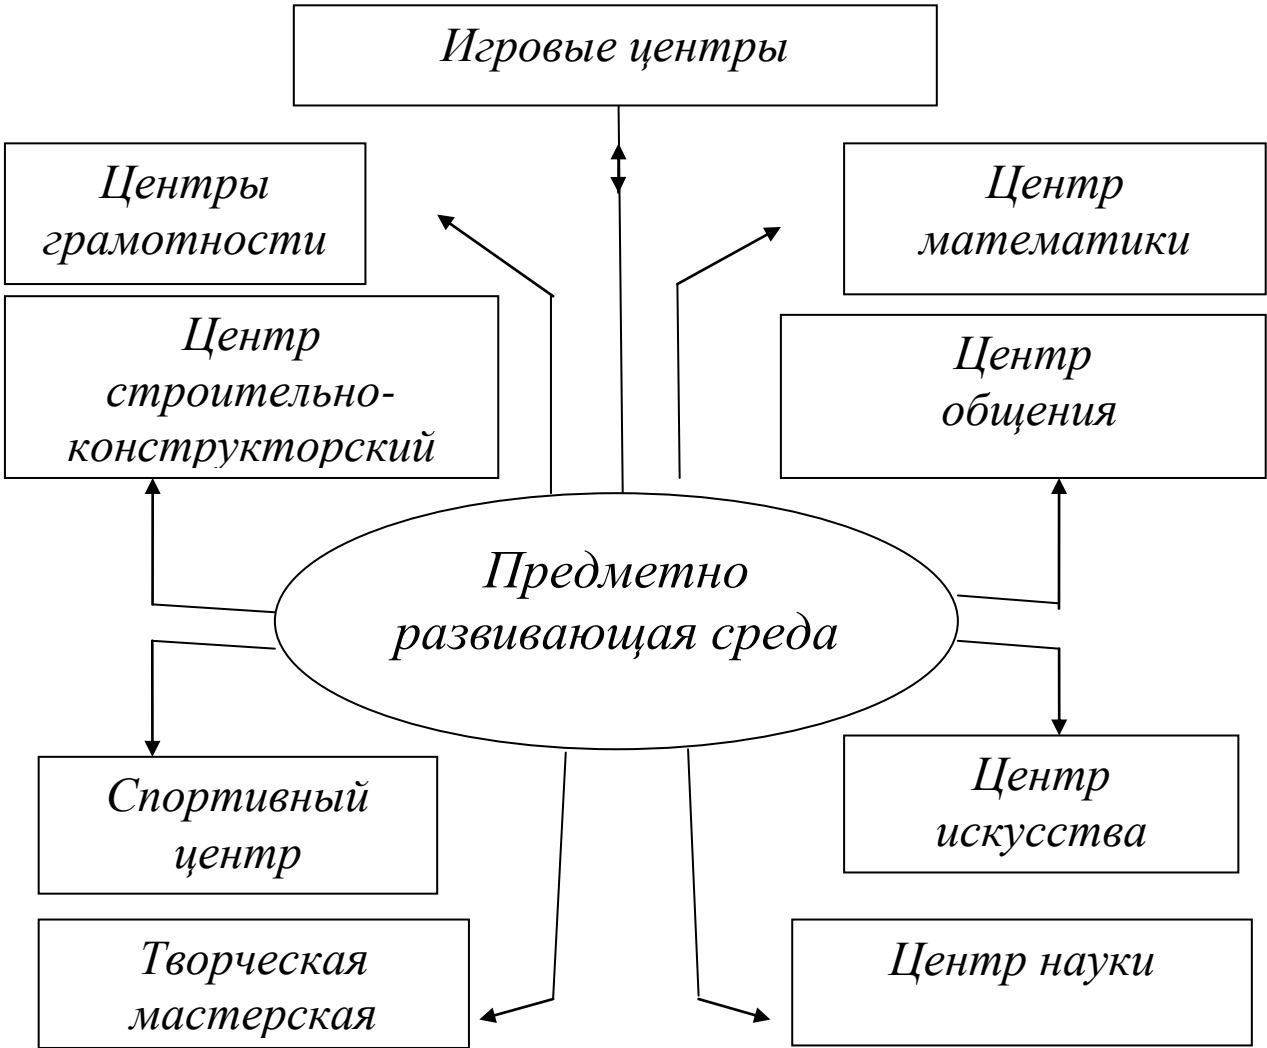 Игровые центры
Центры
грамотности
Центр
математики
Центр
строительно-
конструкторский
Центр
общения
Предметно
развивающая среда
Спортивный
центр
Центр
искусства
Творческая
мастерская
Центр науки